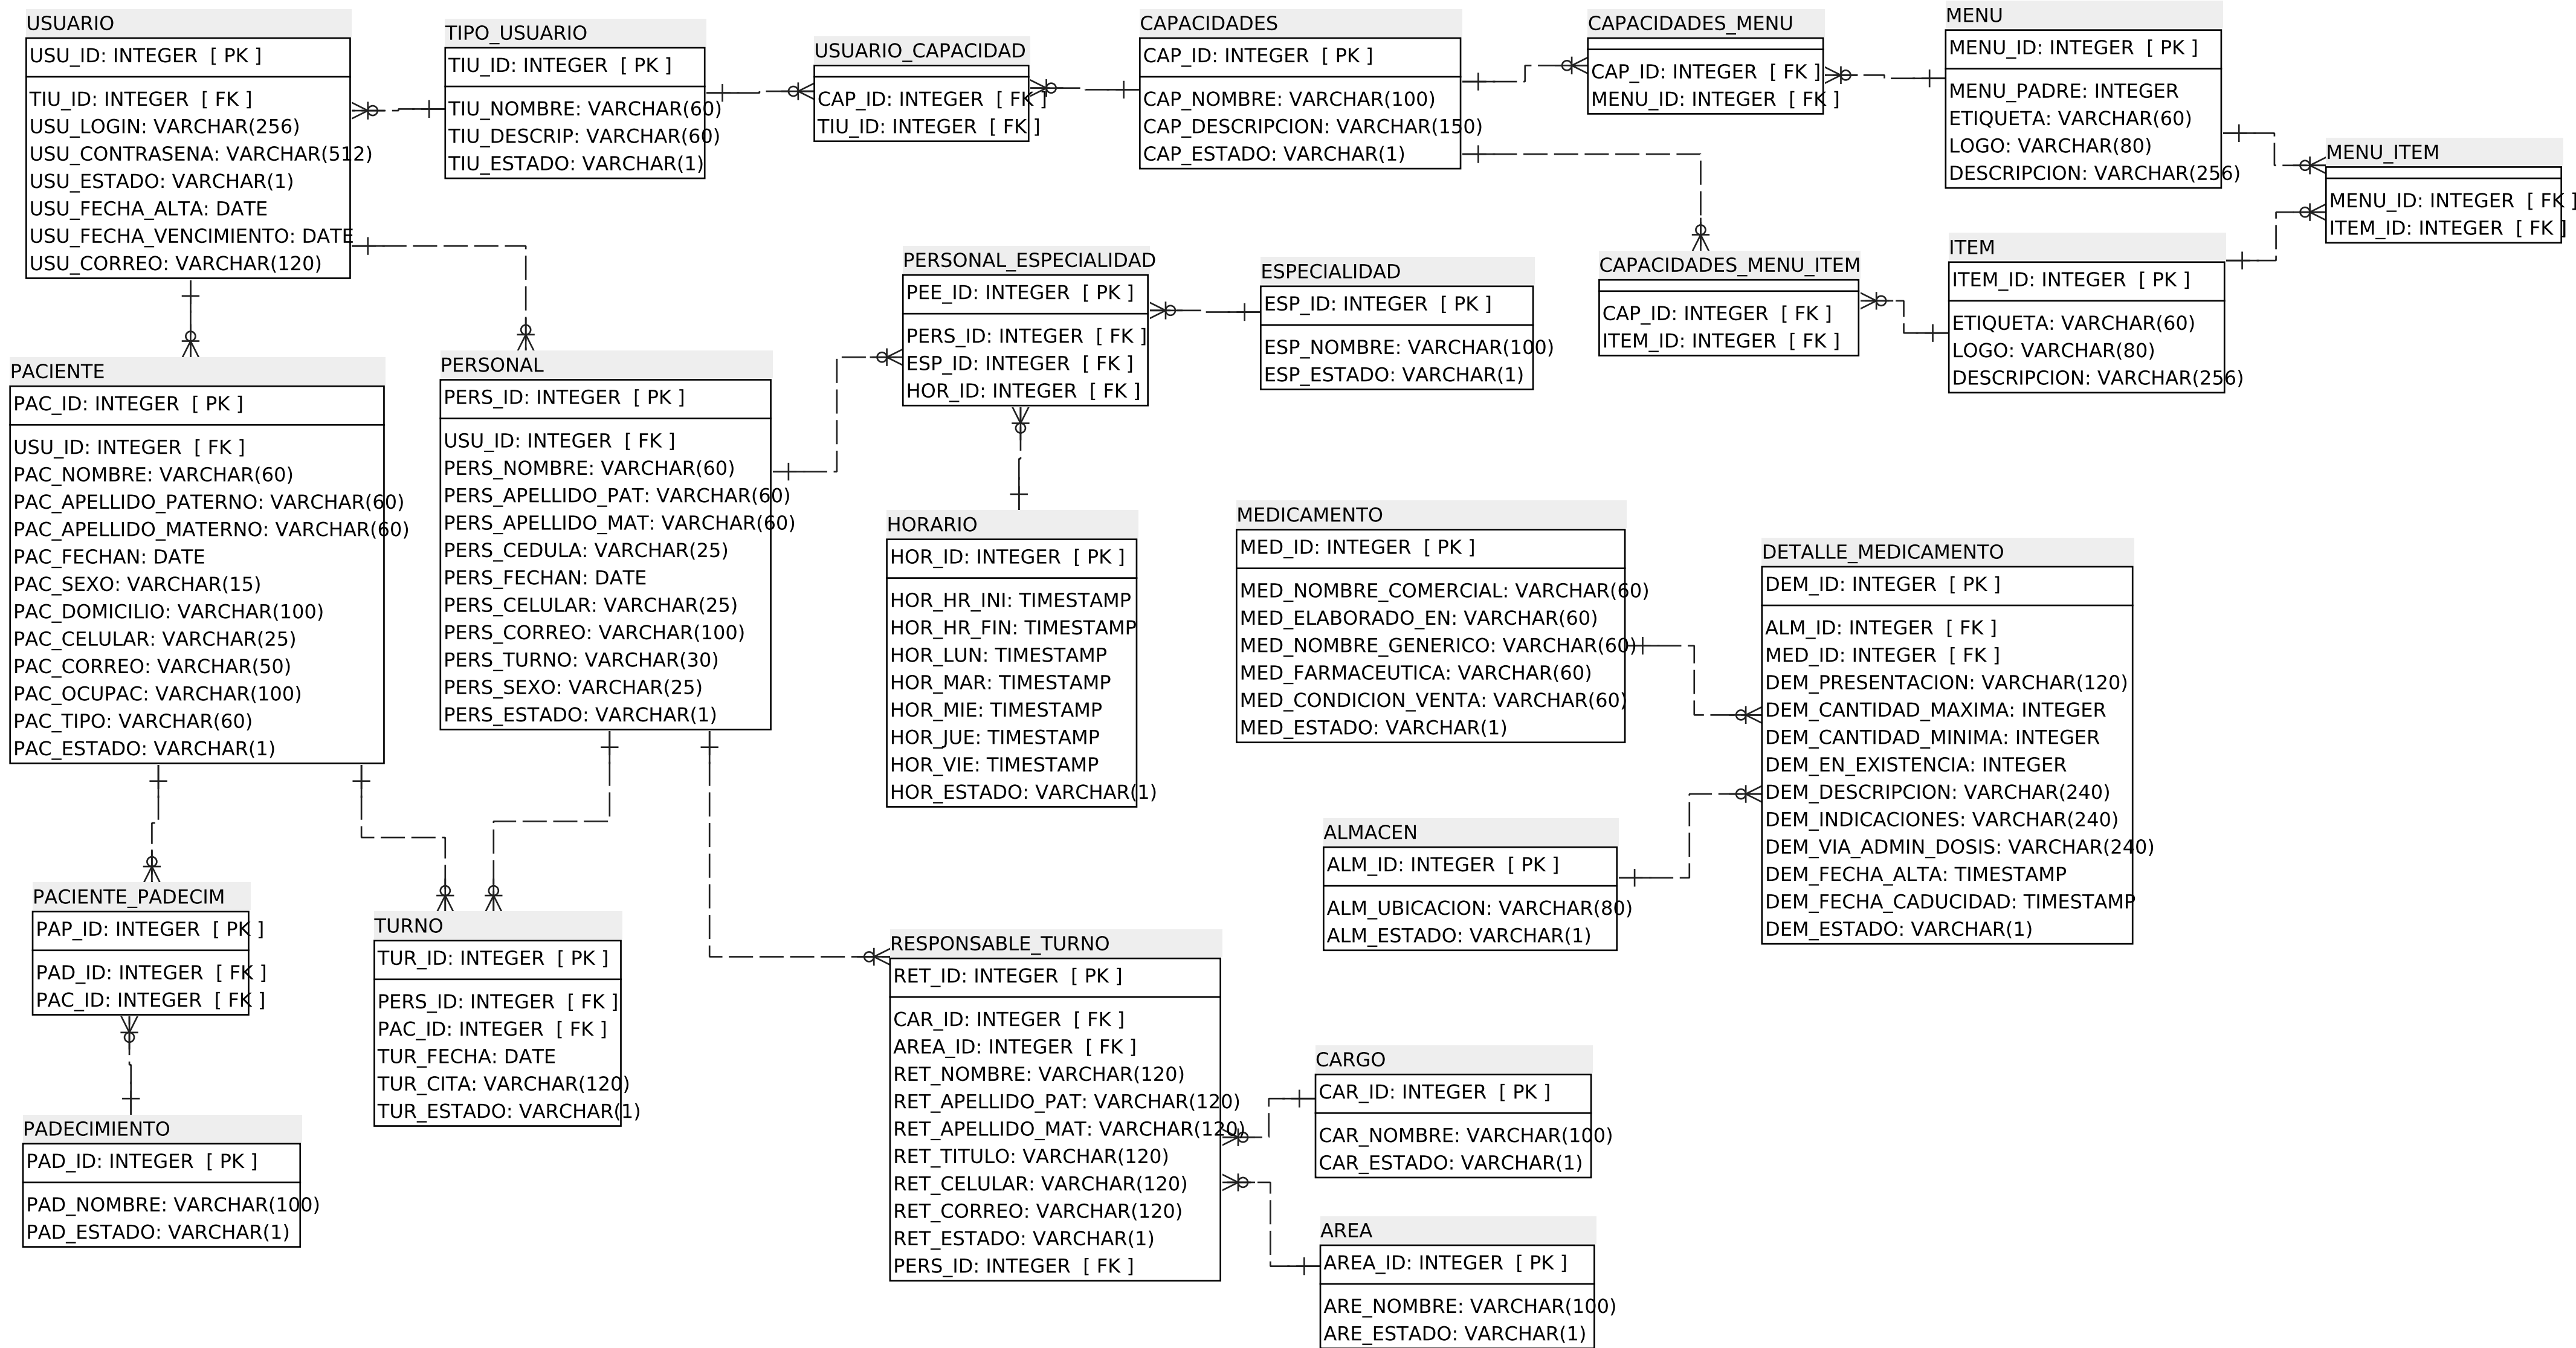 USUARIO
USU_ID: INTEGER [ PK ]
TIU_ID: INTEGER [ FK ]
USU_LOGIN: VARCHAR(256)
USU_CONTRASENA: VARCHAR(512)
USU_ESTADO: VARCHAR(1)
USU_FECHA_ALTA: DATE
USU_FECHA_VENCIMIENTO: DATE
USU_CORREO: VARCHAR(120)
TIPO_USUARIO
TIU_ID: INTEGER [ PK ]
TIU_NOMBRE: VARCHAR(60)
TIU_DESCRIP: VARCHAR(60)
TIU_ESTADO: VARCHAR(1)
USUARIO_CAPACIDAD
CAP_ID: INTEGER [ FK ]
TIU_ID: INTEGER [ FK ]
CAPACIDADES
CAP_ID: INTEGER [ PK ]
CAP_NOMBRE: VARCHAR(100)
CAP_DESCRIPCION: VARCHAR(150)
CAP_ESTADO: VARCHAR(1)
CAPACIDADES_MENU
CAP_ID: INTEGER [ FK ]
MENU_ID: INTEGER [ FK ]
MENU
MENU_ID: INTEGER [ PK ]
MENU_PADRE: INTEGER
ETIQUETA: VARCHAR(60)
LOGO: VARCHAR(80)
DESCRIPCION: VARCHAR(256)
MENU_ITEM
MENU_ID: INTEGER [ FK ]
ITEM_ID: INTEGER [ FK ]
PERSONAL_ESPECIALIDAD
PEE_ID: INTEGER [ PK ]
PERS_ID: INTEGER [ FK ]
ESP_ID: INTEGER [ FK ]
HOR_ID: INTEGER [ FK ]
ESPECIALIDAD
ESP_ID: INTEGER [ PK ]
ESP_NOMBRE: VARCHAR(100)
ESP_ESTADO: VARCHAR(1)
CAPACIDADES_MENU_ITEM
CAP_ID: INTEGER [ FK ]
ITEM_ID: INTEGER [ FK ]
ITEM
ITEM_ID: INTEGER [ PK ]
ETIQUETA: VARCHAR(60)
LOGO: VARCHAR(80)
DESCRIPCION: VARCHAR(256)
PACIENTE
PAC_ID: INTEGER [ PK ]
USU_ID: INTEGER [ FK ]
PAC_NOMBRE: VARCHAR(60)
PAC_APELLIDO_PATERNO: VARCHAR(60)
PAC_APELLIDO_MATERNO: VARCHAR(60)
PAC_FECHAN: DATE
PAC_SEXO: VARCHAR(15)
PAC_DOMICILIO: VARCHAR(100)
PAC_CELULAR: VARCHAR(25)
PAC_CORREO: VARCHAR(50)
PAC_OCUPAC: VARCHAR(100)
PAC_TIPO: VARCHAR(60)
PAC_ESTADO: VARCHAR(1)
PERSONAL
PERS_ID: INTEGER [ PK ]
USU_ID: INTEGER [ FK ]
PERS_NOMBRE: VARCHAR(60)
PERS_APELLIDO_PAT: VARCHAR(60)
PERS_APELLIDO_MAT: VARCHAR(60)
PERS_CEDULA: VARCHAR(25)
PERS_FECHAN: DATE
PERS_CELULAR: VARCHAR(25)
PERS_CORREO: VARCHAR(100)
PERS_TURNO: VARCHAR(30)
PERS_SEXO: VARCHAR(25)
PERS_ESTADO: VARCHAR(1)
HORARIO
HOR_ID: INTEGER [ PK ]
HOR_HR_INI: TIMESTAMP
HOR_HR_FIN: TIMESTAMP
HOR_LUN: TIMESTAMP
HOR_MAR: TIMESTAMP
HOR_MIE: TIMESTAMP
HOR_JUE: TIMESTAMP
HOR_VIE: TIMESTAMP
HOR_ESTADO: VARCHAR(1)
MEDICAMENTO
MED_ID: INTEGER [ PK ]
MED_NOMBRE_COMERCIAL: VARCHAR(60)
MED_ELABORADO_EN: VARCHAR(60)
MED_NOMBRE_GENERICO: VARCHAR(60)
MED_FARMACEUTICA: VARCHAR(60)
MED_CONDICION_VENTA: VARCHAR(60)
MED_ESTADO: VARCHAR(1)
DETALLE_MEDICAMENTO
DEM_ID: INTEGER [ PK ]
ALM_ID: INTEGER [ FK ]
MED_ID: INTEGER [ FK ]
DEM_PRESENTACION: VARCHAR(120)
DEM_CANTIDAD_MAXIMA: INTEGER
DEM_CANTIDAD_MINIMA: INTEGER
DEM_EN_EXISTENCIA: INTEGER
DEM_DESCRIPCION: VARCHAR(240)
DEM_INDICACIONES: VARCHAR(240)
DEM_VIA_ADMIN_DOSIS: VARCHAR(240)
DEM_FECHA_ALTA: TIMESTAMP
DEM_FECHA_CADUCIDAD: TIMESTAMP
DEM_ESTADO: VARCHAR(1)
ALMACEN
ALM_ID: INTEGER [ PK ]
ALM_UBICACION: VARCHAR(80)
ALM_ESTADO: VARCHAR(1)
PACIENTE_PADECIM
PAP_ID: INTEGER [ PK ]
PAD_ID: INTEGER [ FK ]
PAC_ID: INTEGER [ FK ]
TURNO
TUR_ID: INTEGER [ PK ]
PERS_ID: INTEGER [ FK ]
PAC_ID: INTEGER [ FK ]
TUR_FECHA: DATE
TUR_CITA: VARCHAR(120)
TUR_ESTADO: VARCHAR(1)
RESPONSABLE_TURNO
RET_ID: INTEGER [ PK ]
CAR_ID: INTEGER [ FK ]
AREA_ID: INTEGER [ FK ]
RET_NOMBRE: VARCHAR(120)
RET_APELLIDO_PAT: VARCHAR(120)
RET_APELLIDO_MAT: VARCHAR(120)
RET_TITULO: VARCHAR(120)
RET_CELULAR: VARCHAR(120)
RET_CORREO: VARCHAR(120)
RET_ESTADO: VARCHAR(1)
PERS_ID: INTEGER [ FK ]
CARGO
CAR_ID: INTEGER [ PK ]
CAR_NOMBRE: VARCHAR(100)
CAR_ESTADO: VARCHAR(1)
PADECIMIENTO
PAD_ID: INTEGER [ PK ]
PAD_NOMBRE: VARCHAR(100)
PAD_ESTADO: VARCHAR(1)
AREA
AREA_ID: INTEGER [ PK ]
ARE_NOMBRE: VARCHAR(100)
ARE_ESTADO: VARCHAR(1)